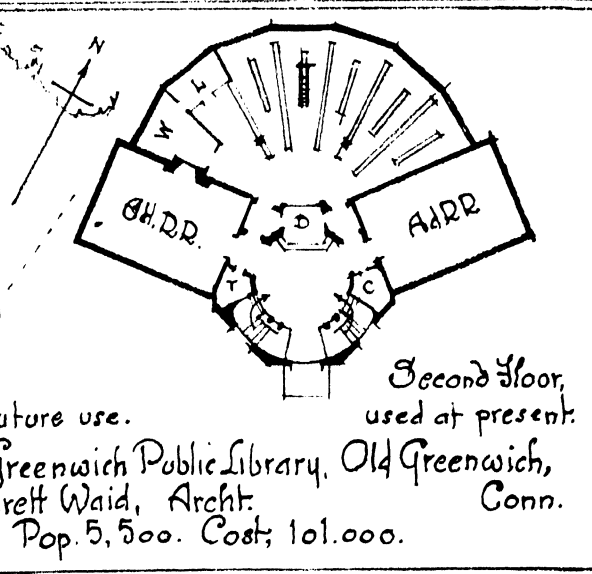 N
L
W
Ch.R.R.
D
AdRR
T
C
Second Floor,
uture use. used at present.
Greenwich Public Library, Old Greenwich,
rett Waid, Archt. Conn.
Pop. 5,500. Cost, 101.000.